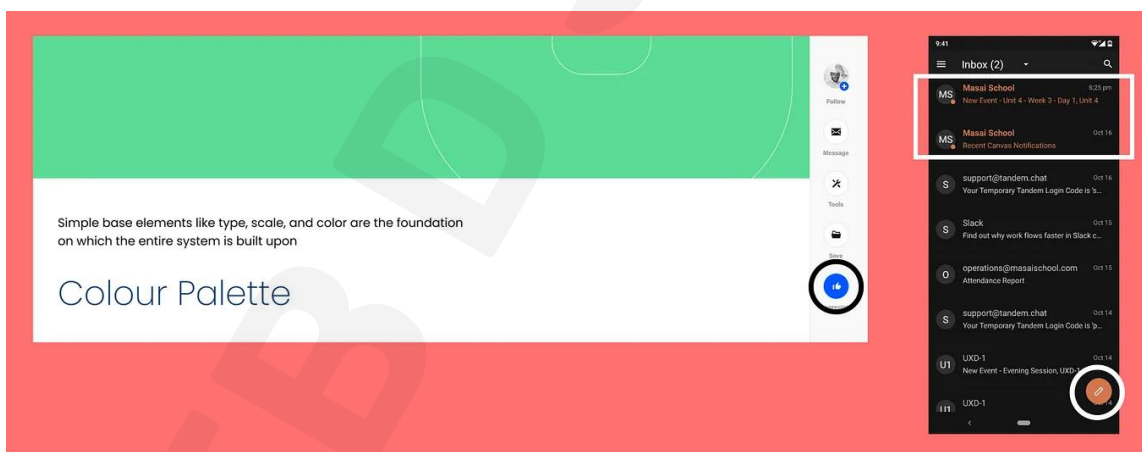 Simple base elements like type, scale, and color are the foundation
on which the entire system is built upon
Colour Palette
Follow
Message
Tools
Save
9:41
Inbox (2)
MS
Masai School
8:25 pm
New Event - Unit 4 - Week 3 - Day 1, Unit 4
MS
Masai School
Oct 16
Recent Canvas Notifications
S
support@tandem.chat
Oct 16
Your Temporary Tandem Login Code is 's...
S
Slack
Oct 15
Find out why work flows faster in Slack c...
O
operations@masaischool.com
Oct 15
Attendance Report
S
support@tandem.chat
Oct 14
Your Temporary Tandem Login Code is 'p...
U1
UXD-1
Oct 14
New Event - Evening Session, UXD-1
U1
UXD-1